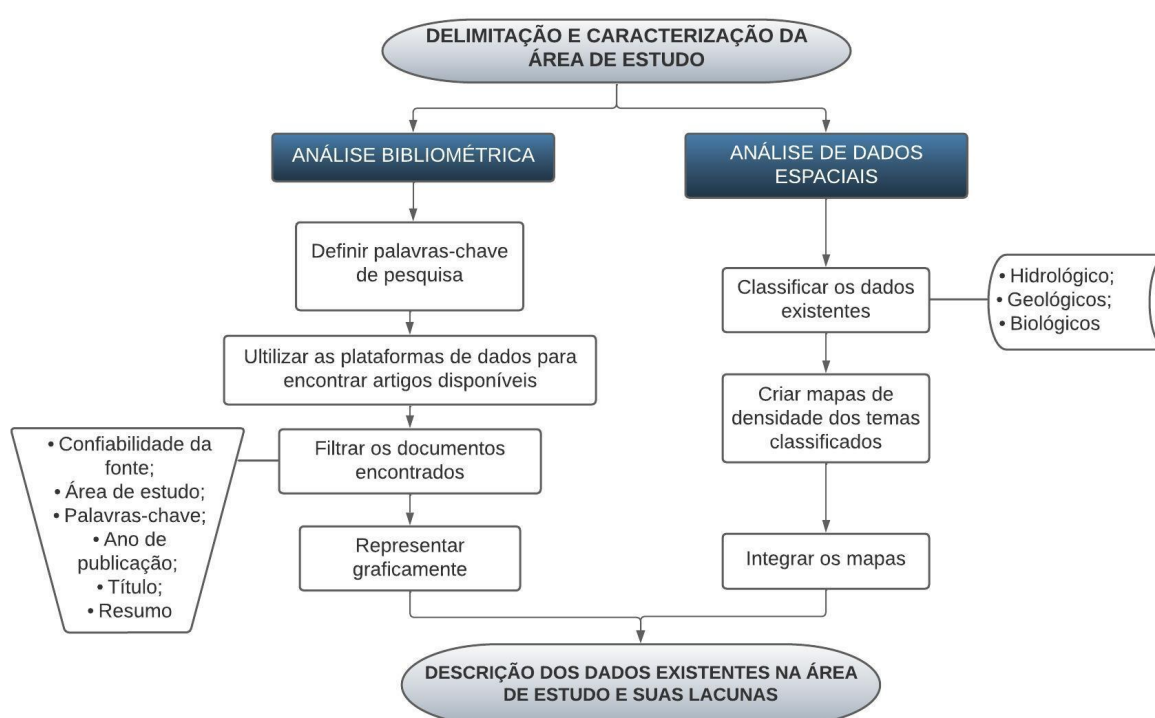 DELIMITAÇÃO E CARACTERIZAÇÃO DA
ÁREA DE ESTUDO
ANÁLISE BIBLIOMÉTRICA
ANÁLISE DE DADOS
ESPACIAIS
Definir palavras-chave
de pesquisa
Classificar os dados
existentes
• Hidrológico;
• Geológicos;
• Biológicos
Ultilizar as plataformas de dados para
encontrar artigos disponíveis
Criar mapas de
densidade dos temas
classificados
Filtrar os documentos
encontrados
• Confiabilidade da
fonte;
• Área de estudo;
• Palavras-chave;
• Ano de
publicação;
• Título;
• Resumo
Representar
graficamente
Integrar os mapas
DESCRIÇÃO DOS DADOS EXISTENTES NA ÁREA
DE ESTUDO E SUAS LACUNAS